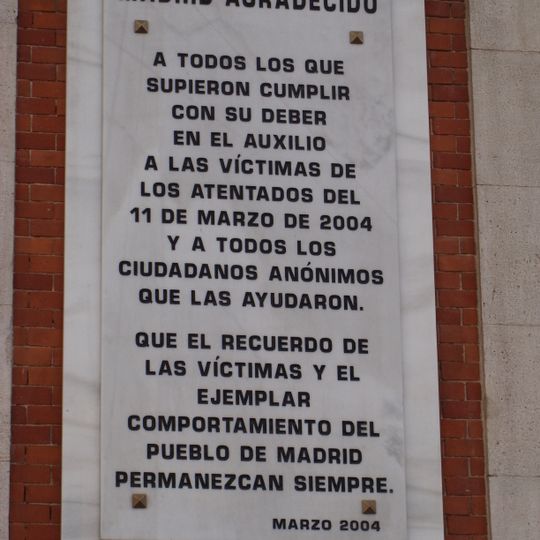 MADRID AGRADECIDO
A TODOS LOS QUE
SUPIERON CUMPLIR
CON SU DEBER
EN EL AUXILIO
A LAS VÍCTIMAS DE
LOS ATENTADOS DEL
11 DE MARZO DE 2004
Y A TODOS LOS
CIUDADANOS ANÓNIMOS
QUE LAS AYUDARON.
QUE EL RECUERDO DE
LAS VÍCTIMAS Y EL
EJEMPLAR
COMPORTAMIENTO DEL
PUEBLO DE MADRID
PERMANEZCAN SIEMPRE.
MARZO 2004